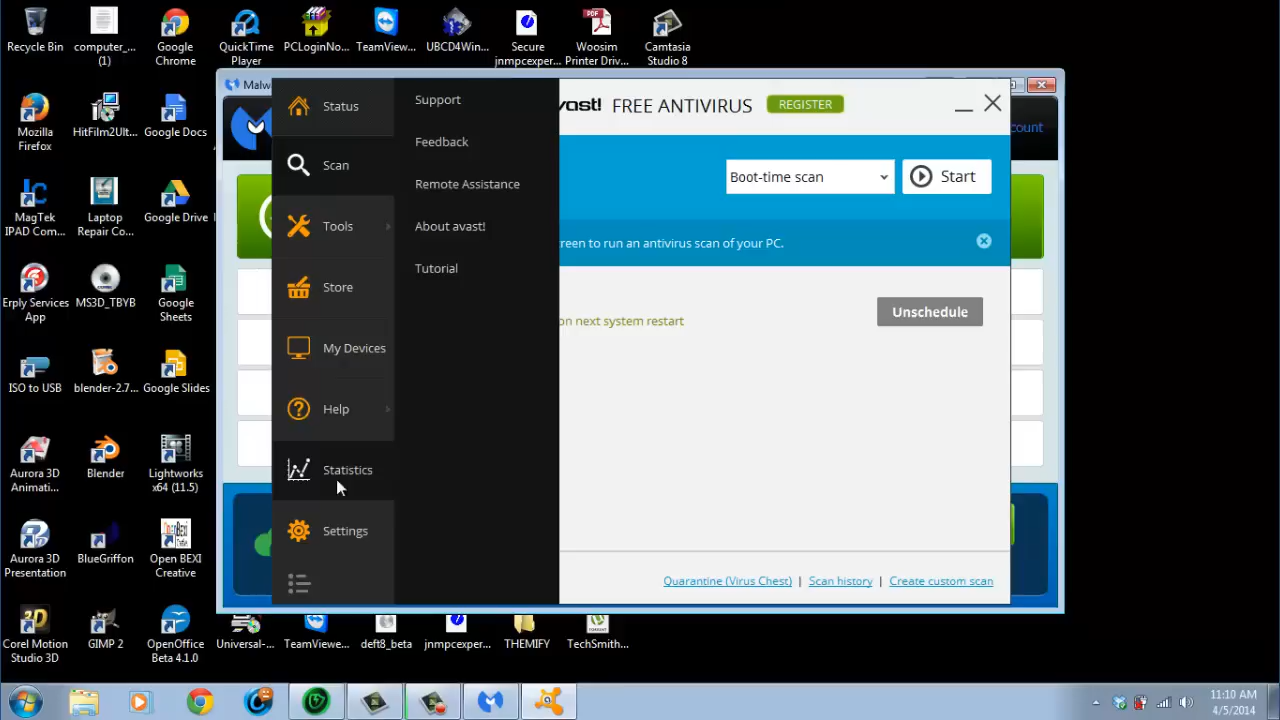 Recycle Bin
computer_...
(1)
Google
Chrome
QuickTime
Player
PCLoginNo...
TeamView...
UBCD4Win...
Secure
jnmpcexper...
Woosim
Printer Driv...
Camtasia
Studio 8
Mozilla
Firefox
HitFilm2Ult...
Google Docs
MagTek
IPAD Com...
Laptop
Repair Co...
Google Drive
Erply Services
App
MS3D_TBYB
Google
Sheets
ISO to USB
blender-2.7...
Google Slides
Aurora 3D
Animati...
Blender
Lightworks
x64 (11.5)
Aurora 3D
Presentation
BlueGriffon
Open BEXI
Creative
Corel Motion
Studio 3D
GIMP 2
OpenOffice
Beta 4.1.0
Universal-...
TeamViewe...
deft8_beta
jnmpcexper...
THEMIFY
TechSmith...
Malw
count
Status
Scan
Tools
Store
My Devices
Help
Statistics
Settings
Support
Feedback
Remote Assistance
About avast!
Tutorial
vast! FREE ANTIVIRUS
REGISTER
Boot-time scan
Start
reen to run an antivirus scan of your PC.
on next system restart
Unschedule
Quarantine (Virus Chest) | Scan history | Create custom scan
11:10 AM
4/5/2014